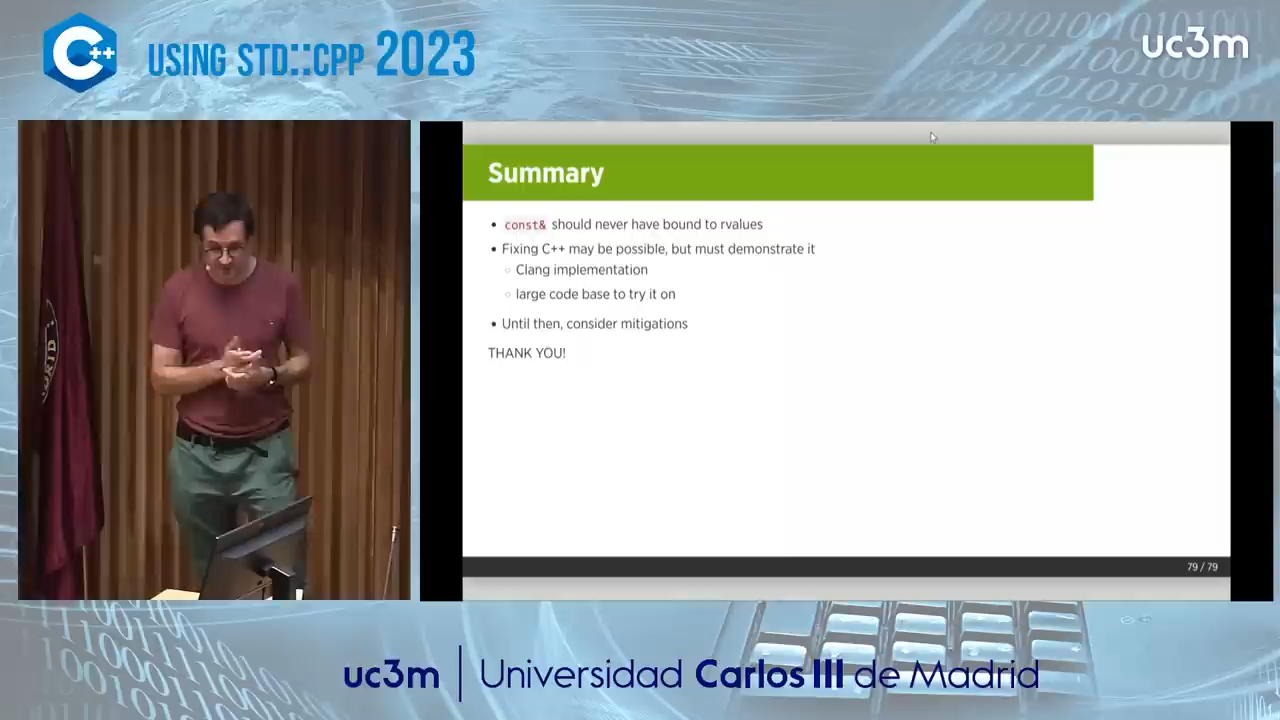 C++ USING STD::CPP 2023
uc3m
Summary
• const& should never have bound to rvalues
• Fixing C++ may be possible, but must demonstrate it
○ Clang implementation
○ large code base to try it on
• Until then, consider mitigations
THANK YOU!
79 / 79
uc3m | Universidad Carlos III de Madrid